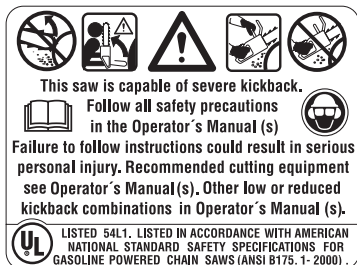 This saw is capable of severe kickback.
Follow all safety precautions
in the Operator´s Manual (s)
Failure to follow instructions could result in serious
personal injury. Recommended cutting equipment
see Operator´s Manual(s). Other low or reduced
kickback combinations in Operator´s Manual (s).
UL
LISTED 54L1. LISTED IN ACCORDANCE WITH AMERICAN
NATIONAL STANDARD SAFETY SPECIFICATIONS FOR
GASOLINE POWERED CHAIN SAWS (ANSI B175. 1- 2000) .